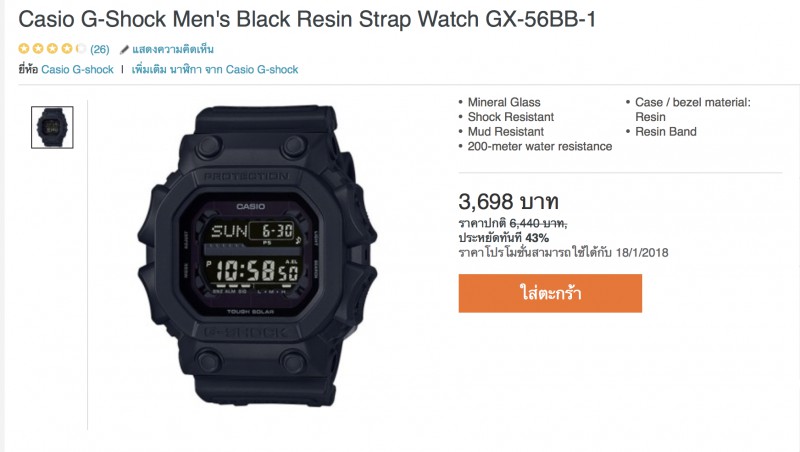 Casio G-Shock Men's Black Resin Strap Watch GX-56BB-1
(26) แสดงความคิดเห็น
ยี่ห้อ Casio G-shock | เพิ่มเติม นาฬิกา จาก Casio G-shock
• Mineral Glass
• Shock Resistant
• Mud Resistant
• 200-meter water resistance
• Case / bezel material:
Resin
• Resin Band
3,698 บาท
ราคาปกติ 6,440 บาท,
ประหยัดทันที 43%
ราคาโปรโมชั่นสามารถใช้ได้กับ 18/1/2018
ใส่ตะกร้า
PROTECTION
CASIO
ADJUST
LIGHT
SUN 6-30
PS
P 10:58 50
A.EL
MODE
TOUGH SOLAR
G-SHOCK